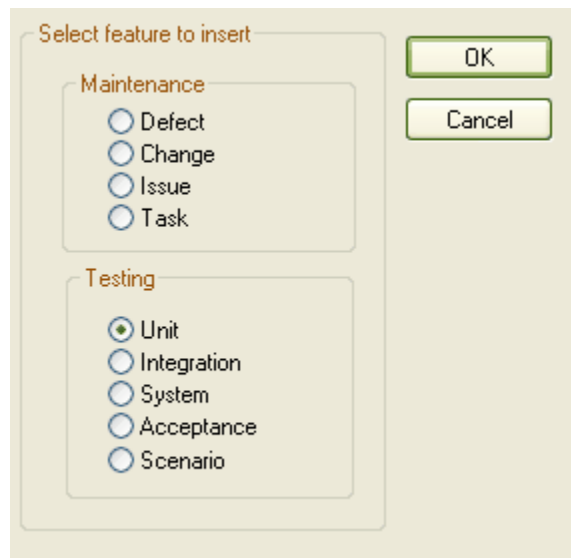 Select feature to insert
OK
Maintenance
Defect
Cancel
Change
Issue
Task
Testing
Unit
Integration
System
Acceptance
Scenario